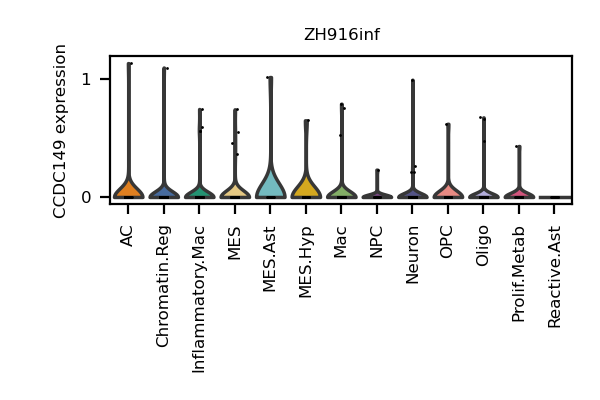 ZH916inf
CCDC149 expression
1
0
AC
Chromatin.Reg
Inflammatory.Mac
MES
MES.Ast
MES.Hyp
Mac
NPC
Neuron
OPC
Oligo
Prolif.Metab
Reactive.Ast